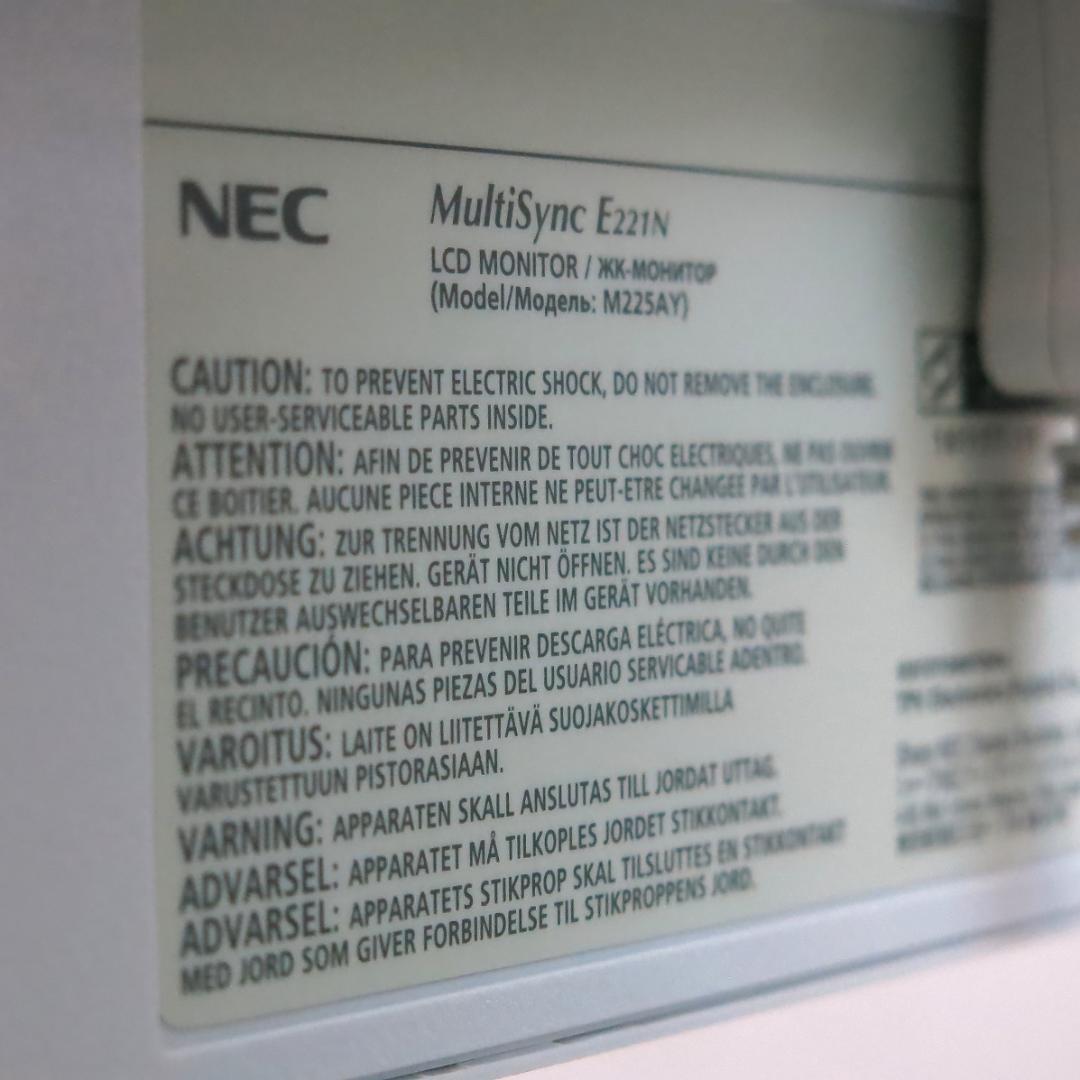 NEC
MultiSync E221N
LCD MONITOR / ЖК-МОНИТОР
(Model/Модель: M225AY)
CAUTION: TO PREVENT ELECTRIC SHOCK, DO NOT REMOVE THE ENCLOSURE.
NO USER-SERVICEABLE PARTS INSIDE.
ATTENTION: AFIN DE PREVENIR DE TOUT CHOC ELECTRIQUES, NE PAS OUVRIR
CE BOITIER. AUCUNE PIECE INTERNE NE PEUT-ETRE CHANGEE PAR L'UTILISATEUR.
ACHTUNG: ZUR TRENNUNG VOM NETZ IST DER NETZSTECKER AUS DER
STECKDOSE ZU ZIEHEN. GERÄT NICHT ÖFFNEN. ES SIND KEINE DURCH DEN
BENUTZER AUSWECHSELBAREN TEILE IM GERÄT VORHANDEN.
PRECAUCIÓN: PARA PREVENIR DESCARGA ELÉCTRICA, NO QUITE
EL RECINTO. NINGUNAS PIEZAS DEL USUARIO SERVICABLE ADENTRO.
VAROITUS: LAITE ON LIITETTÄVÄ SUOJAKOSKETTIMILLA
VARUSTETTUUN PISTORASIAAN.
VARNING: APPARATEN SKALL ANSLUTAS TILL JORDAT UTTAG.
ADVARSEL: APPARATET MÅ TILKOPLES JORDET STIKKONTAKT.
ADVARSEL: APPARATETS STIKPROP SKAL TILSLUTTES EN STIKKONTAKT
MED JORD SOM GIVER FORBINDELSE TIL STIKPROPPENS JORD.